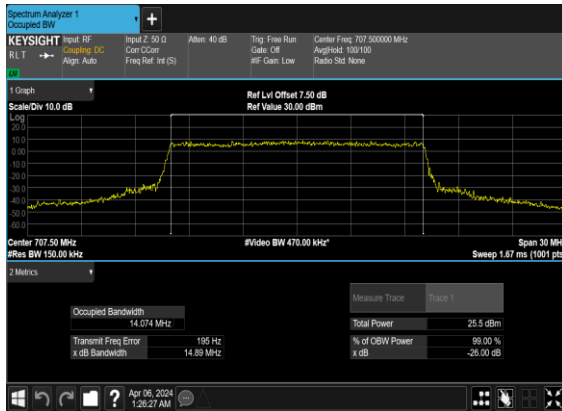 Spectrum Analyzer 1
Occupied BW
KEYSIGHT Input: RF Input Z: 50 Ω Atten: 40 dB Trig: Free Run Center Freq: 707.500000 MHz
RLT Coupling: DC Corr CCorr Gate: Off Avg|Hold: 100/100
Align: Auto Freq Ref: Int (S) #IF Gain: Low Radio Std: None
1 Graph
Scale/Div 10.0 dB Ref Lvl Offset 7.50 dB
Ref Value 30.00 dBm
Log
20.0
10.0
0.00
-10.0
-20.0
-30.0
-40.0
-50.0
-60.0
Center 707.50 MHz #Video BW 470.00 kHz* Span 30 MH
#Res BW 150.00 kHz Sweep 1.67 ms (1001 pts
2 Metrics
Measure Trace Trace 1
Occupied Bandwidth
14.074 MHz Total Power 25.5 dBm
Transmit Freq Error 195 Hz % of OBW Power 99.00 %
x dB Bandwidth 14.89 MHz x dB -26.00 dB
Apr 06, 2024
1:26:27 AM